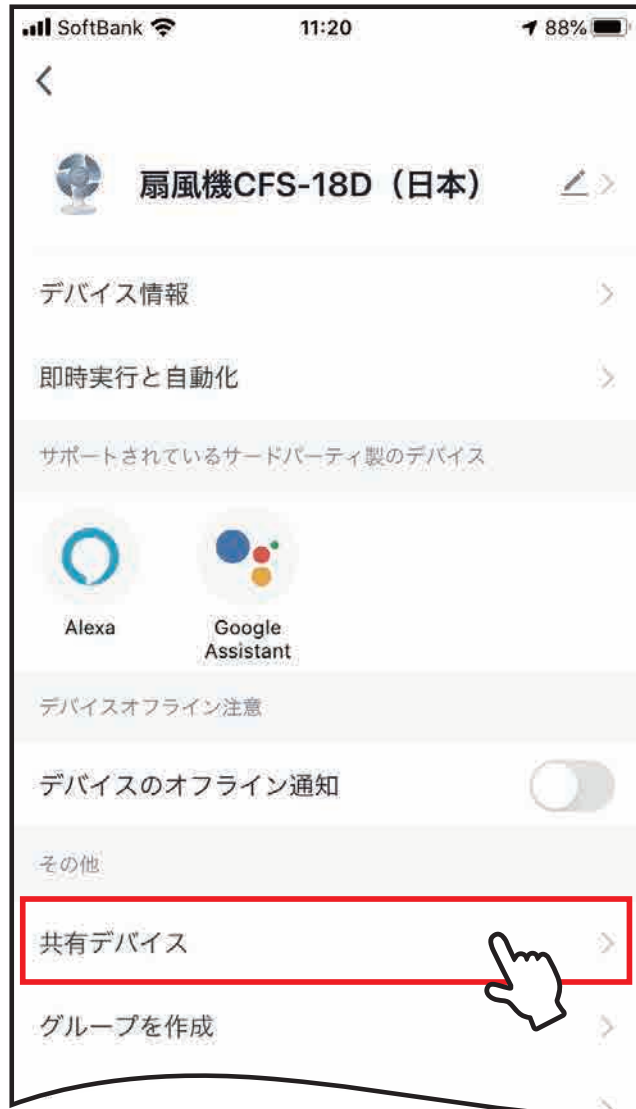 SoftBank 11:20 88%
扇風機CFS-18D（日本）
デバイス情報
即時実行と自動化
サポートされているサードパーティ製のデバイス
Alexa
Google
Assistant
デバイスオフライン注意
デバイスのオフライン通知
その他
共有デバイス
グループを作成